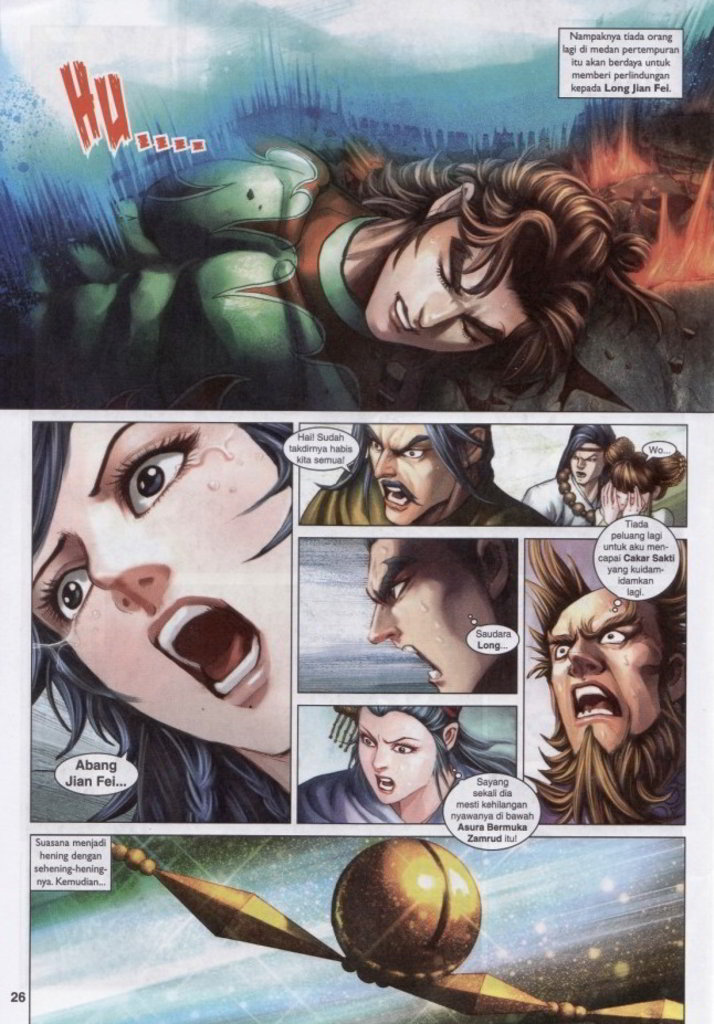 Nampaknya tiada orang
lagi di medan pertempuran
itu akan berdaya untuk
memberi perlindungan
kepada Long Jian Fei.
HU....
Abang
Jian Fei...
Hai! Sudah
takdirnya habis
kita semua!
Wo...
Saudara
Long...
Tiada
peluang lagi
untuk aku men-
capai Cakar Sakti
yang kuidam-
idamkan
lagi.
Sayang
sekali dia
mesti kehilangan
nyawanya di bawah
Asura Bermuka
Zamrud itu!
Suasana menjadi
hening dengan
sehening-hening-
nya. Kemudian...
26